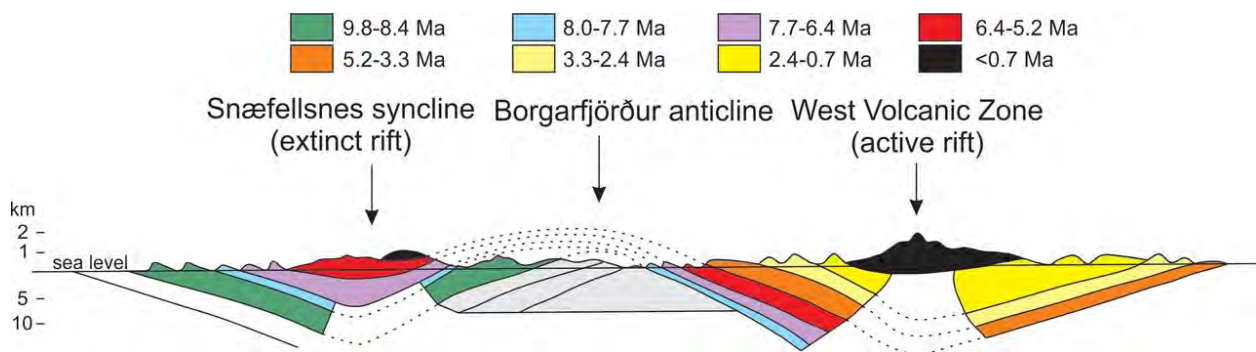 9.8-8.4 Ma 8.0-7.7 Ma 7.7-6.4 Ma 6.4-5.2 Ma
5.2-3.3 Ma 3.3-2.4 Ma 2.4-0.7 Ma <0.7 Ma
Snæfellsnes syncline
(extinct rift)
Borgarfjörður anticline
West Volcanic Zone
(active rift)
km
2
1
sea level
5
10